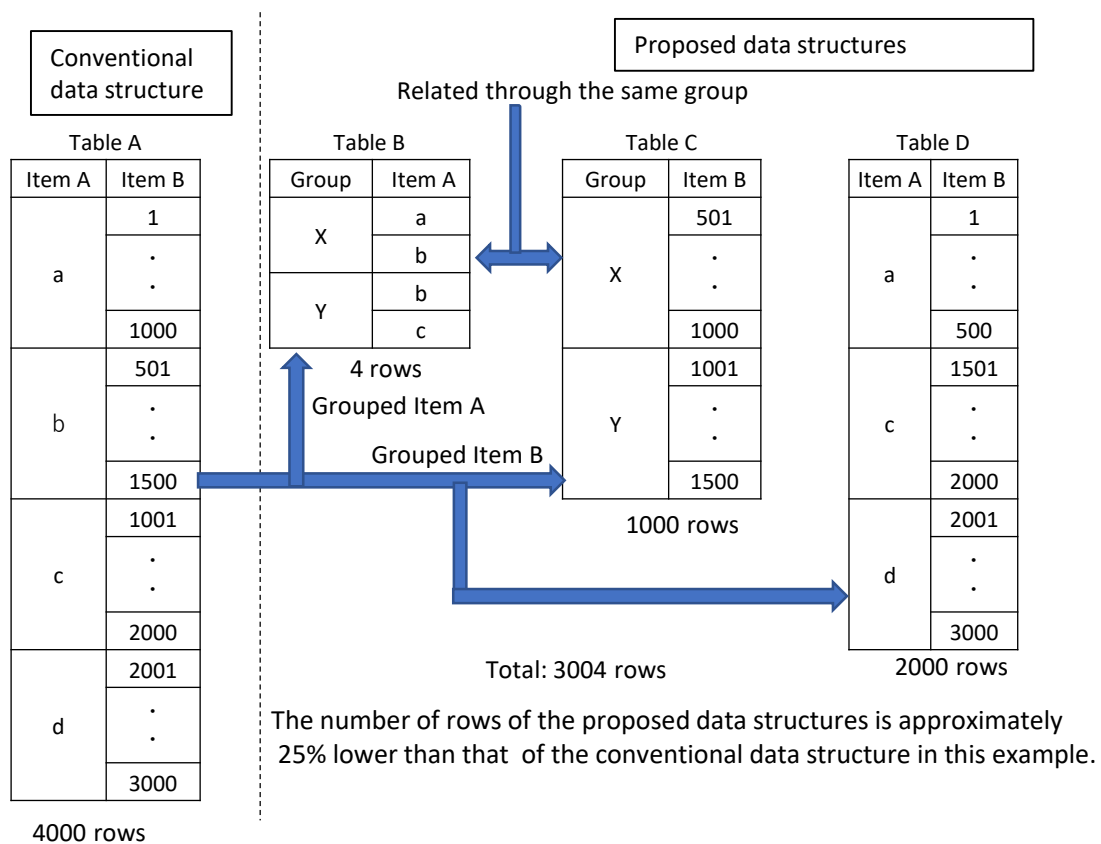 Conventional
data structure
Proposed data structures
Related through the same group
Table A
Item A Item B
a
1
.
.
1000
b
501
.
.
1500
c
1001
.
.
2000
d
2001
.
.
3000
4000 rows
Table B
Group Item A
X
a
b
Y
b
c
4 rows
Grouped Item A
Grouped Item B
Table C
Group Item B
X
501
.
.
1000
Y
1001
.
.
1500
1000 rows
Table D
Item A Item B
a
1
.
.
500
c
1501
.
.
2000
d
2001
.
.
3000
2000 rows
Total: 3004 rows
The number of rows of the proposed data structures is approximately
25% lower than that of the conventional data structure in this example.